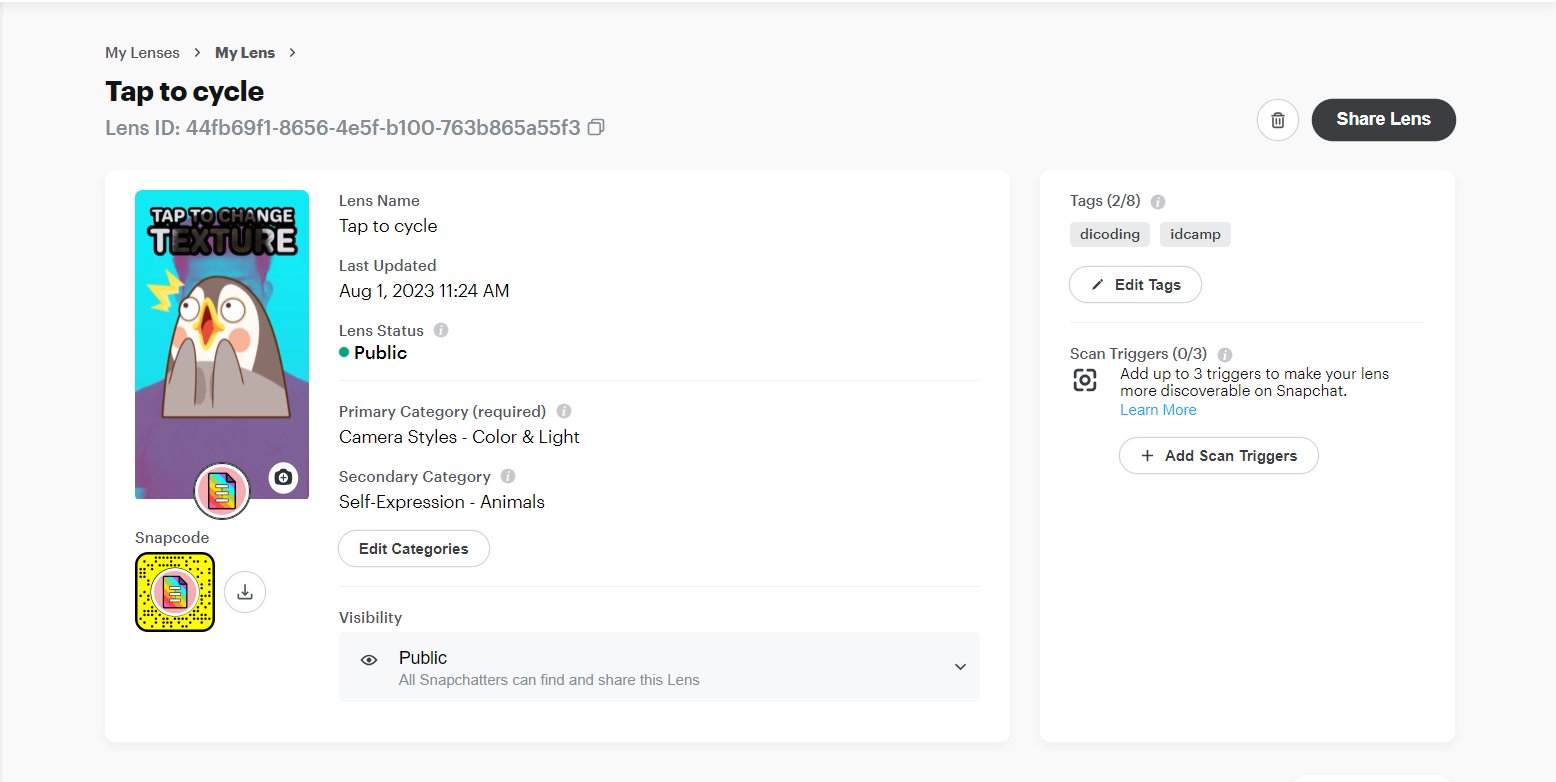 My Lenses > My Lens >
Tap to cycle
Lens ID: 44fb69f1-8656-4e5f-b100-763b865a55f3
Share Lens
TAP TO CHANGE
TEXTURE
Snapcode
Lens Name
Tap to cycle
Last Updated
Aug 1, 2023 11:24 AM
Lens Status
Public
Primary Category (required)
Camera Styles - Color & Light
Secondary Category
Self-Expression - Animals
Edit Categories
Visibility
Public
All Snapchatters can find and share this Lens
Tags (2/8)
dicoding idcamp
Edit Tags
Scan Triggers (0/3)
Add up to 3 triggers to make your lens
more discoverable on Snapchat.
Learn More
+ Add Scan Triggers